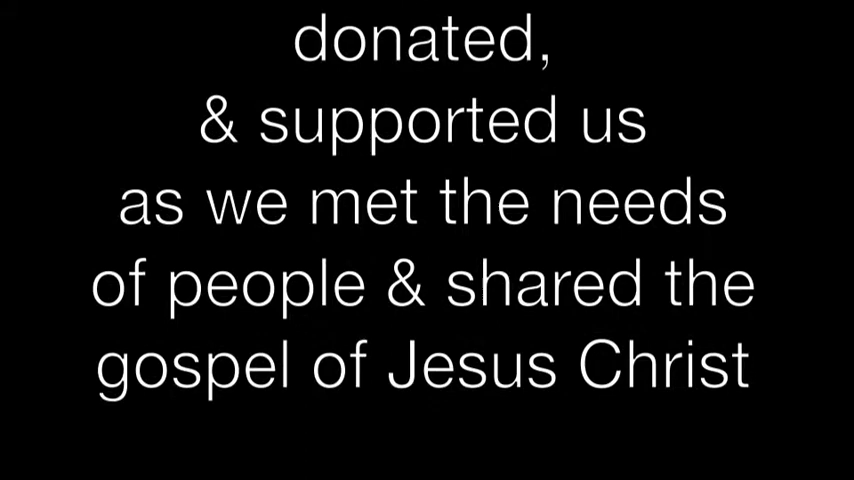 donated,
& supported us
as we met the needs
of people & shared the
gospel of Jesus Christ